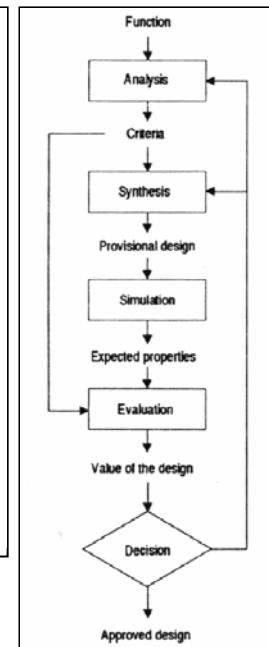 Function
Analysis
Criteria
Synthesis
Provisional design
Simulation
Expected properties
Evaluation
Value of the design
Decision
Approved design